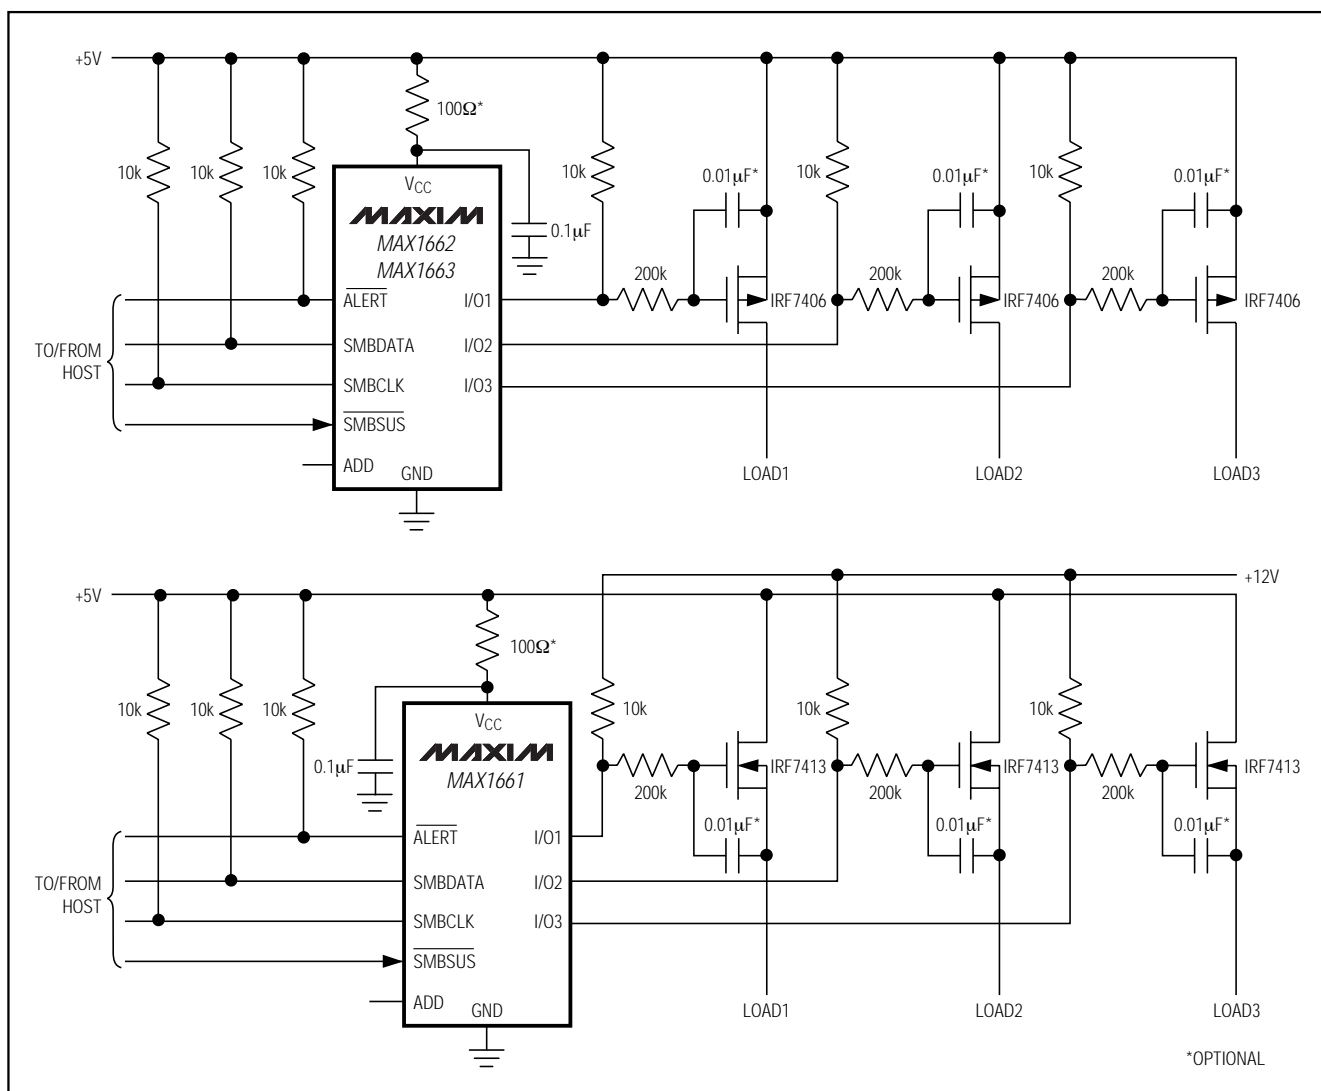 +5V
100Ω*
10k
10k
10k
10k
10k
10k
0.01μF*
0.01μF*
0.01μF*
VCC
MAXIM
MAX1662
MAX1663
0.1μF
200k
200k
200k
ALERT
I/O1
IRF7406
IRF7406
IRF7406
TO/FROM
HOST
SMBDATA
I/O2
SMBCLK
I/O3
SMBSUS
ADD
GND
LOAD1
LOAD2
LOAD3
+12V
+5V
100Ω*
10k
10k
10k
10k
10k
10k
VCC
MAXIM
MAX1661
0.1μF
IRF7413
IRF7413
IRF7413
200k
200k
200k
0.01μF*
0.01μF*
0.01μF*
ALERT
I/O1
TO/FROM
HOST
SMBDATA
I/O2
SMBCLK
I/O3
SMBSUS
ADD
GND
LOAD1
LOAD2
LOAD3
*OPTIONAL